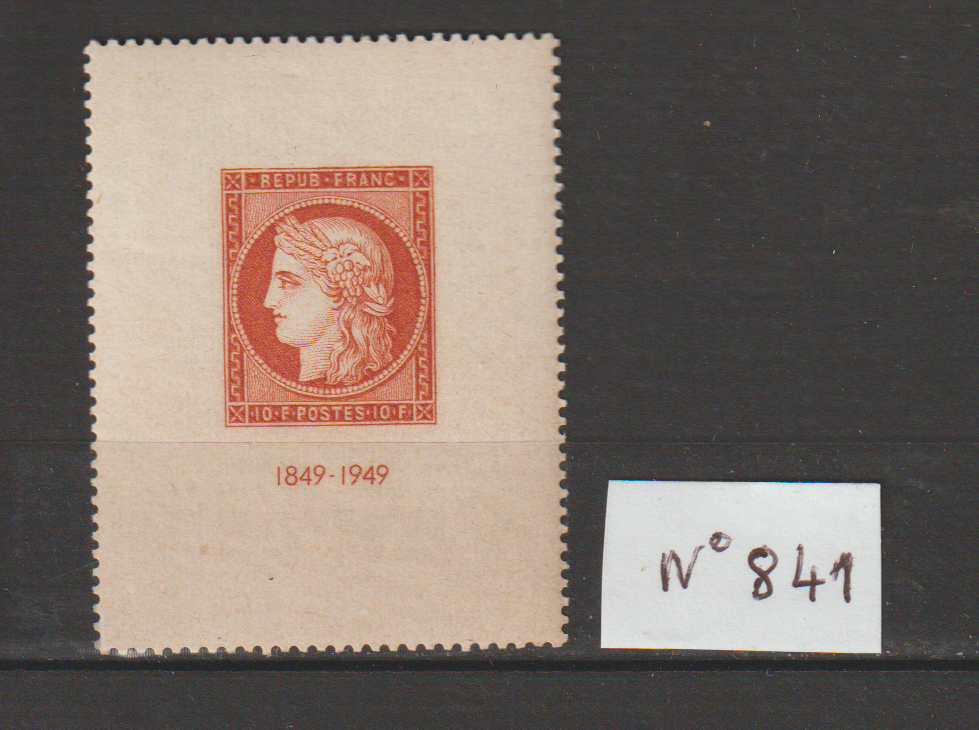 REPUB·FRANC·
10·F·POSTES·10·F·
1849-1949
N° 841